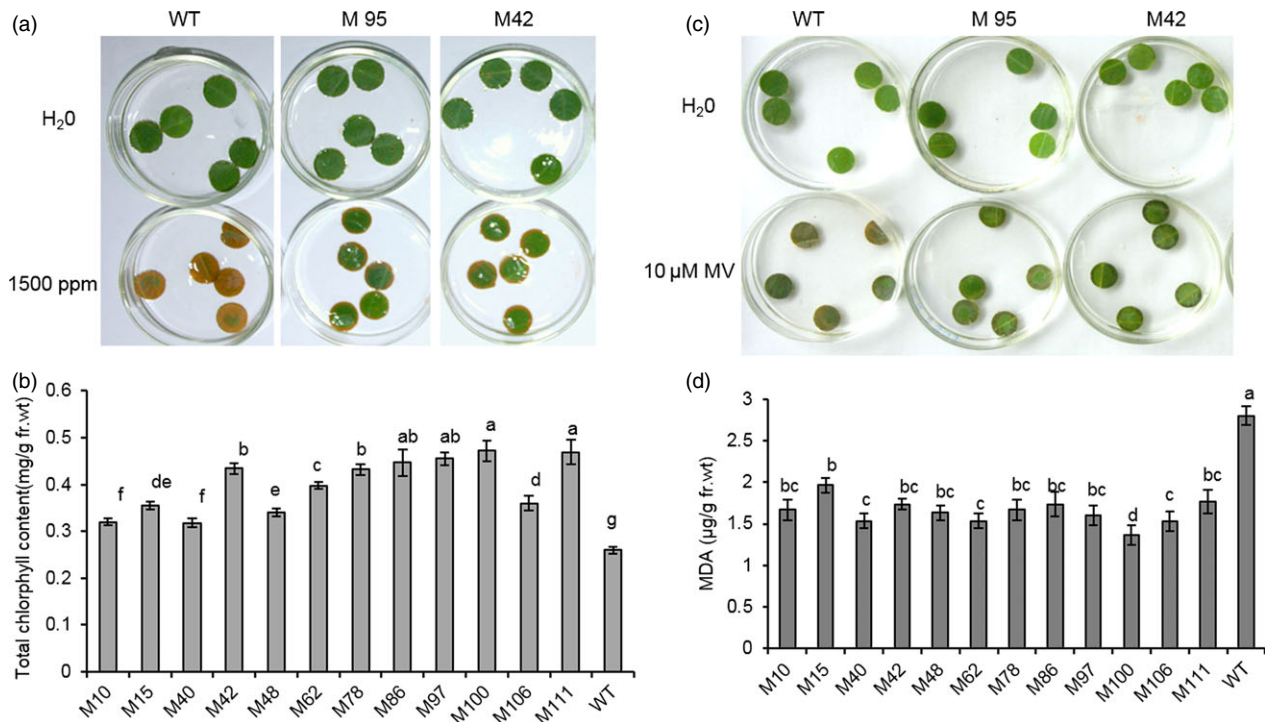 (a)
WT M 95 M42
H₂0
1500 ppm
(b)
Total chlorophyll content(mg/g fr.wt)
0.6
0.5
0.4
0.3
0.2
0.1
0
f de f b e c b ab ab a d a g
M10 M15 M40 M42 M48 M62 M78 M86 M97 M100 M106 M111 WT
(c)
WT M 95 M42
H₂0
10 µM MV
(d)
MDA (µg/g fr.wt)
3
2.5
2
1.5
1
0.5
0
bc b c bc bc c bc bc bc d c bc a
M10 M15 M40 M42 M48 M62 M78 M86 M97 M100 M106 M111 WT